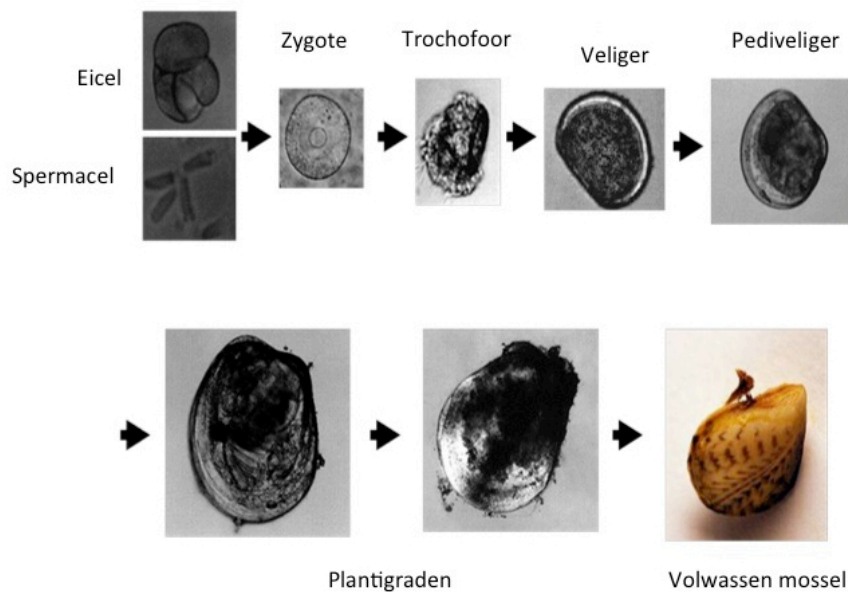 Eicel
Spermacel
Zygote
Trochofoor
Veliger
Pediveliger
Plantigraden
Volwassen mossel